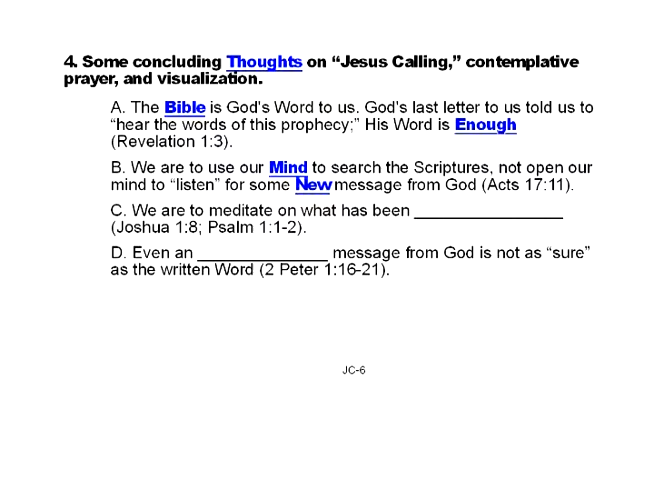 4. Some concluding Thoughts on “Jesus Calling,” contemplative
prayer, and visualization.
A. The Bible is God's Word to us. God's last letter to us told us to
“hear the words of this prophecy;” His Word is Enough
(Revelation 1:3).
B. We are to use our Mind to search the Scriptures, not open our
mind to “listen” for some New message from God (Acts 17:11).
C. We are to meditate on what has been _________________
(Joshua 1:8; Psalm 1:1-2).
D. Even an _______________ message from God is not as “sure”
as the written Word (2 Peter 1:16-21).
JC-6